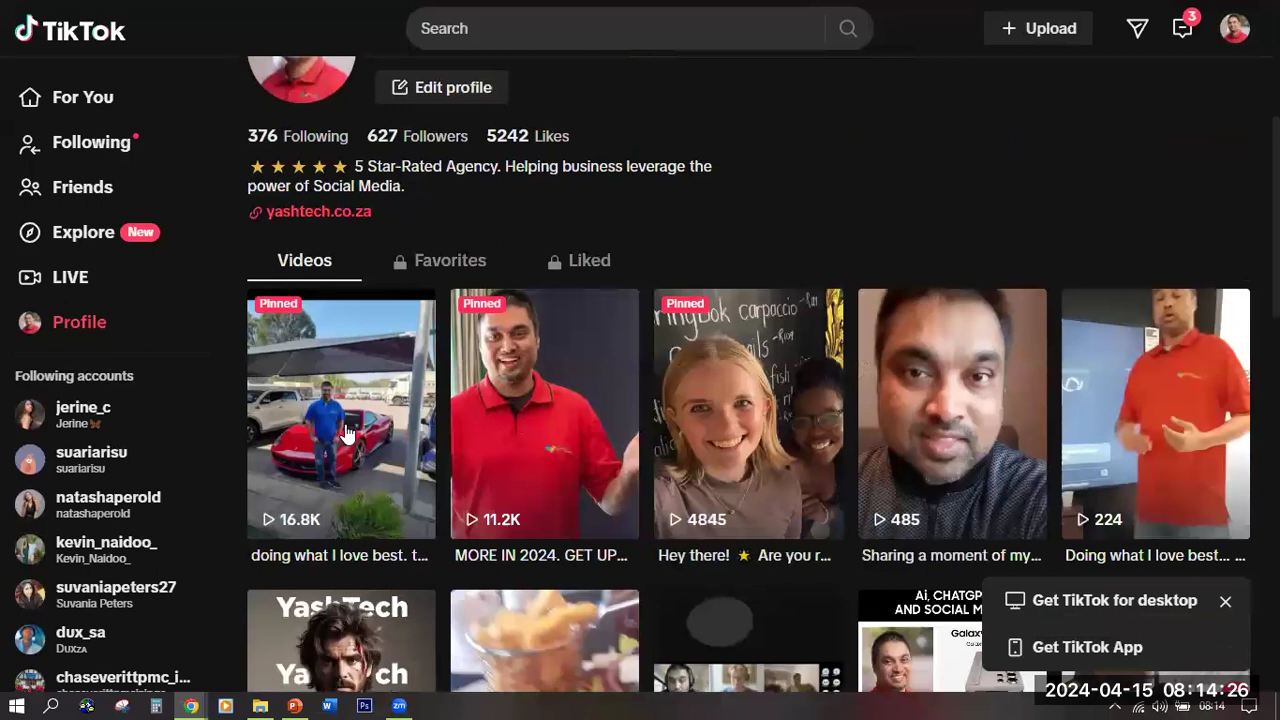 TikTok
Search
Upload
3
For You
Following
Friends
Explore New
LIVE
Profile
Following accounts
jerine_c
Jerine
suariarisu
suariarisu
natashaperold
natashaperold
kevin_naidoo_
Kevin_Naidoo_
suvaniapeters27
Suvania Peters
dux_sa
Duxza
chaseverittpmc_i...
Edit profile
376 Following 627 Followers 5242 Likes
★ ★ ★ ★ ★ 5 Star-Rated Agency. Helping business leverage the
power of Social Media.
yashtech.co.za
Videos Favorites Liked
Pinned
16.8K
doing what I love best. t...
Pinned
11.2K
MORE IN 2024. GET UP...
Pinned
4845
Hey there! ⭐ Are you r...
485
Sharing a moment of my...
224
Doing what I love best... ...
YashTech
YashTech
Get TikTok for desktop
Get TikTok App
2024-04-15 08:14:26
08:14